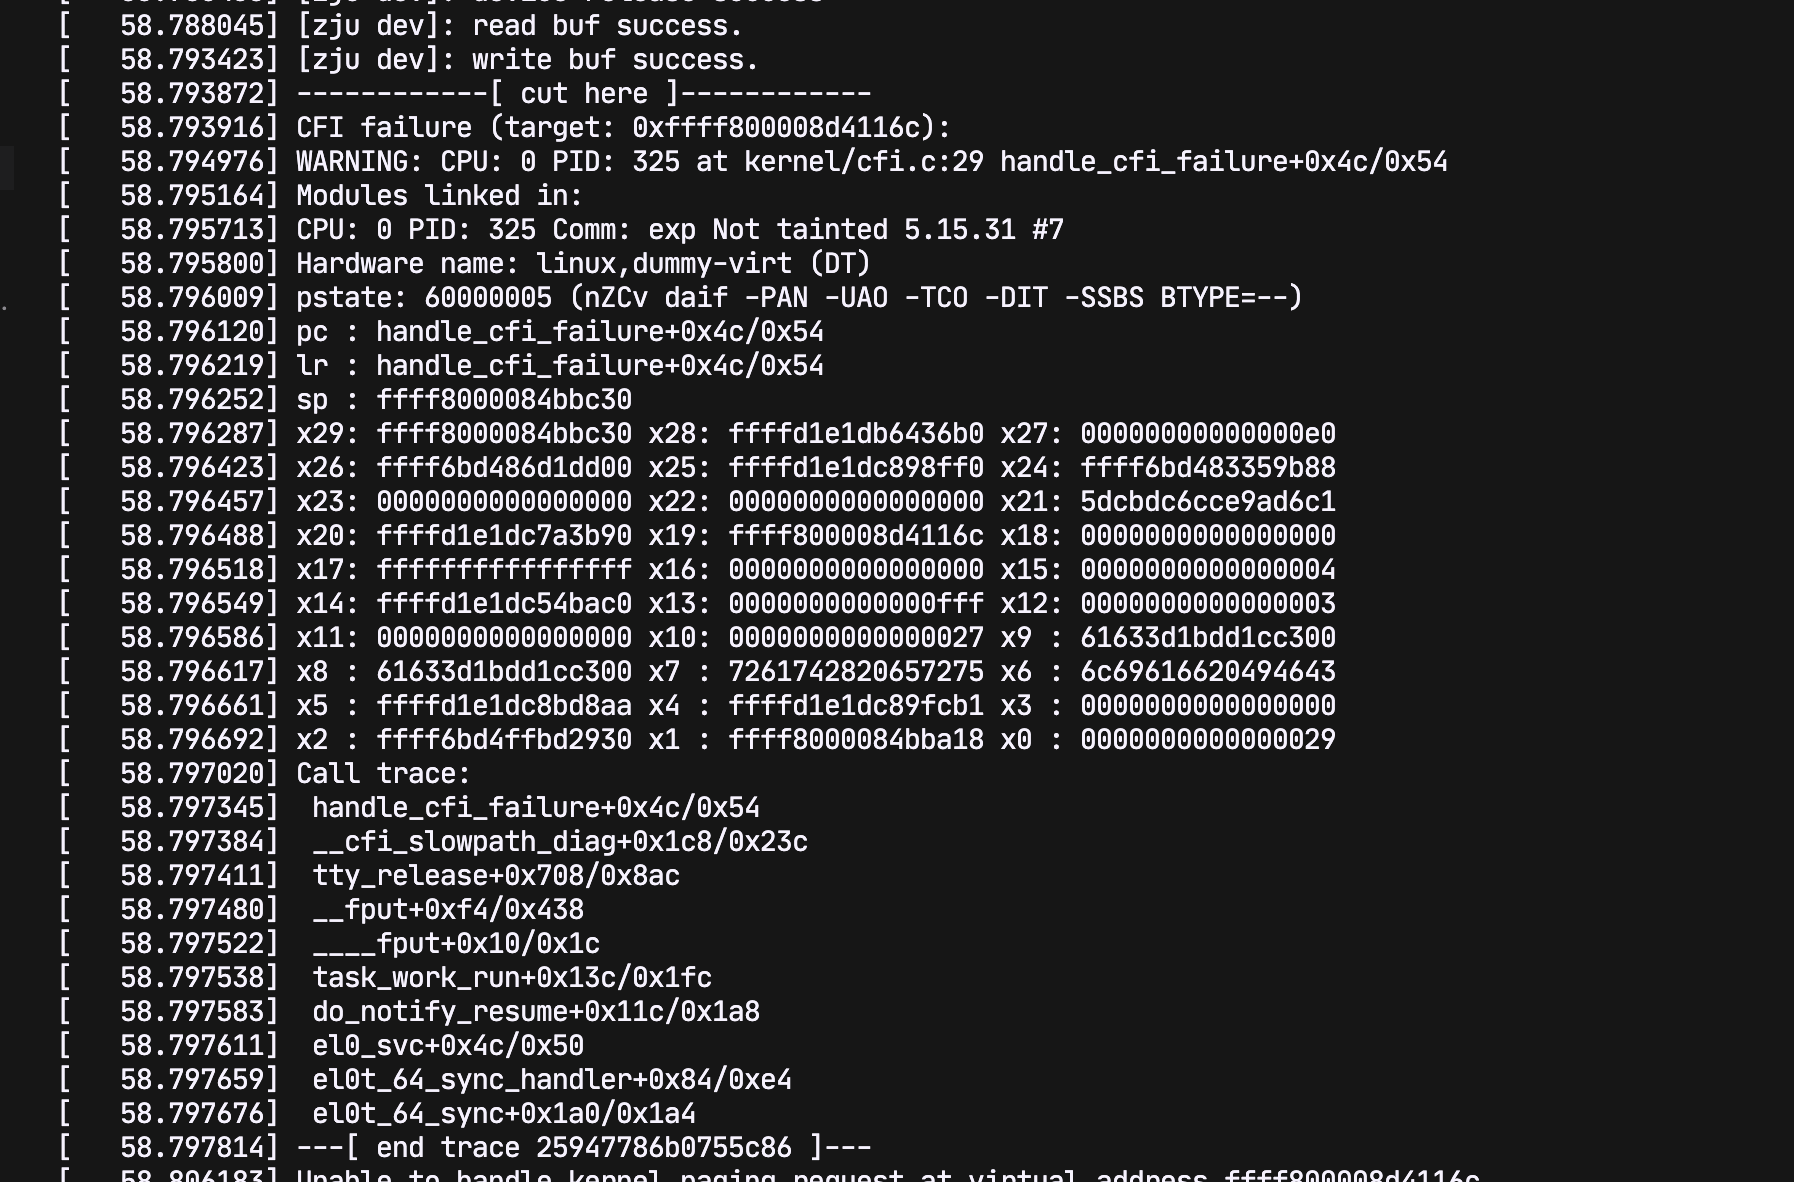 [   58.788045] [zju dev]: read buf success.
[   58.793423] [zju dev]: write buf success.
[   58.793872] ------------[ cut here ]------------
[   58.793916] CFI failure (target: 0xffff800008d4116c):
[   58.794976] WARNING: CPU: 0 PID: 325 at kernel/cfi.c:29 handle_cfi_failure+0x4c/0x54
[   58.795164] Modules linked in:
[   58.795713] CPU: 0 PID: 325 Comm: exp Not tainted 5.15.31 #7
[   58.795800] Hardware name: linux,dummy-virt (DT)
[   58.796009] pstate: 60000005 (nZCv daif -PAN -UAO -TCO -DIT -SSBS BTYPE=--)
[   58.796120] pc : handle_cfi_failure+0x4c/0x54
[   58.796219] lr : handle_cfi_failure+0x4c/0x54
[   58.796252] sp : ffff8000084bbc30
[   58.796287] x29: ffff8000084bbc30 x28: ffffd1e1db6436b0 x27: 00000000000000e0
[   58.796423] x26: ffff6bd486d1dd00 x25: ffffd1e1dc898ff0 x24: ffff6bd483359b88
[   58.796457] x23: 0000000000000000 x22: 0000000000000000 x21: 5dcbdc6cce9ad6c1
[   58.796488] x20: ffffd1e1dc7a3b90 x19: ffff800008d4116c x18: 0000000000000000
[   58.796518] x17: ffffffffffffffff x16: 0000000000000000 x15: 0000000000000004
[   58.796549] x14: ffffd1e1dc54bac0 x13: 0000000000000fff x12: 0000000000000003
[   58.796586] x11: 0000000000000000 x10: 0000000000000027 x9 : 61633d1bdd1cc300
[   58.796617] x8 : 61633d1bdd1cc300 x7 : 7261742820657275 x6 : 6c69616620494643
[   58.796661] x5 : ffffd1e1dc8bd8aa x4 : ffffd1e1dc89fcb1 x3 : 0000000000000000
[   58.796692] x2 : ffff6bd4ffbd2930 x1 : ffff8000084bba18 x0 : 0000000000000029
[   58.797020] Call trace:
[   58.797345]  handle_cfi_failure+0x4c/0x54
[   58.797384]  __cfi_slowpath_diag+0x1c8/0x23c
[   58.797411]  tty_release+0x708/0x8ac
[   58.797480]  __fput+0xf4/0x438
[   58.797522]  ____fput+0x10/0x1c
[   58.797538]  task_work_run+0x13c/0x1fc
[   58.797583]  do_notify_resume+0x11c/0x1a8
[   58.797611]  el0_svc+0x4c/0x50
[   58.797659]  el0t_64_sync_handler+0x84/0xe4
[   58.797676]  el0t_64_sync+0x1a0/0x1a4
[   58.797814] ---[ end trace 25947786b0755c86 ]---
[   58.806183] Unable to handle kernel paging request at virtual address ffff800008d4116c